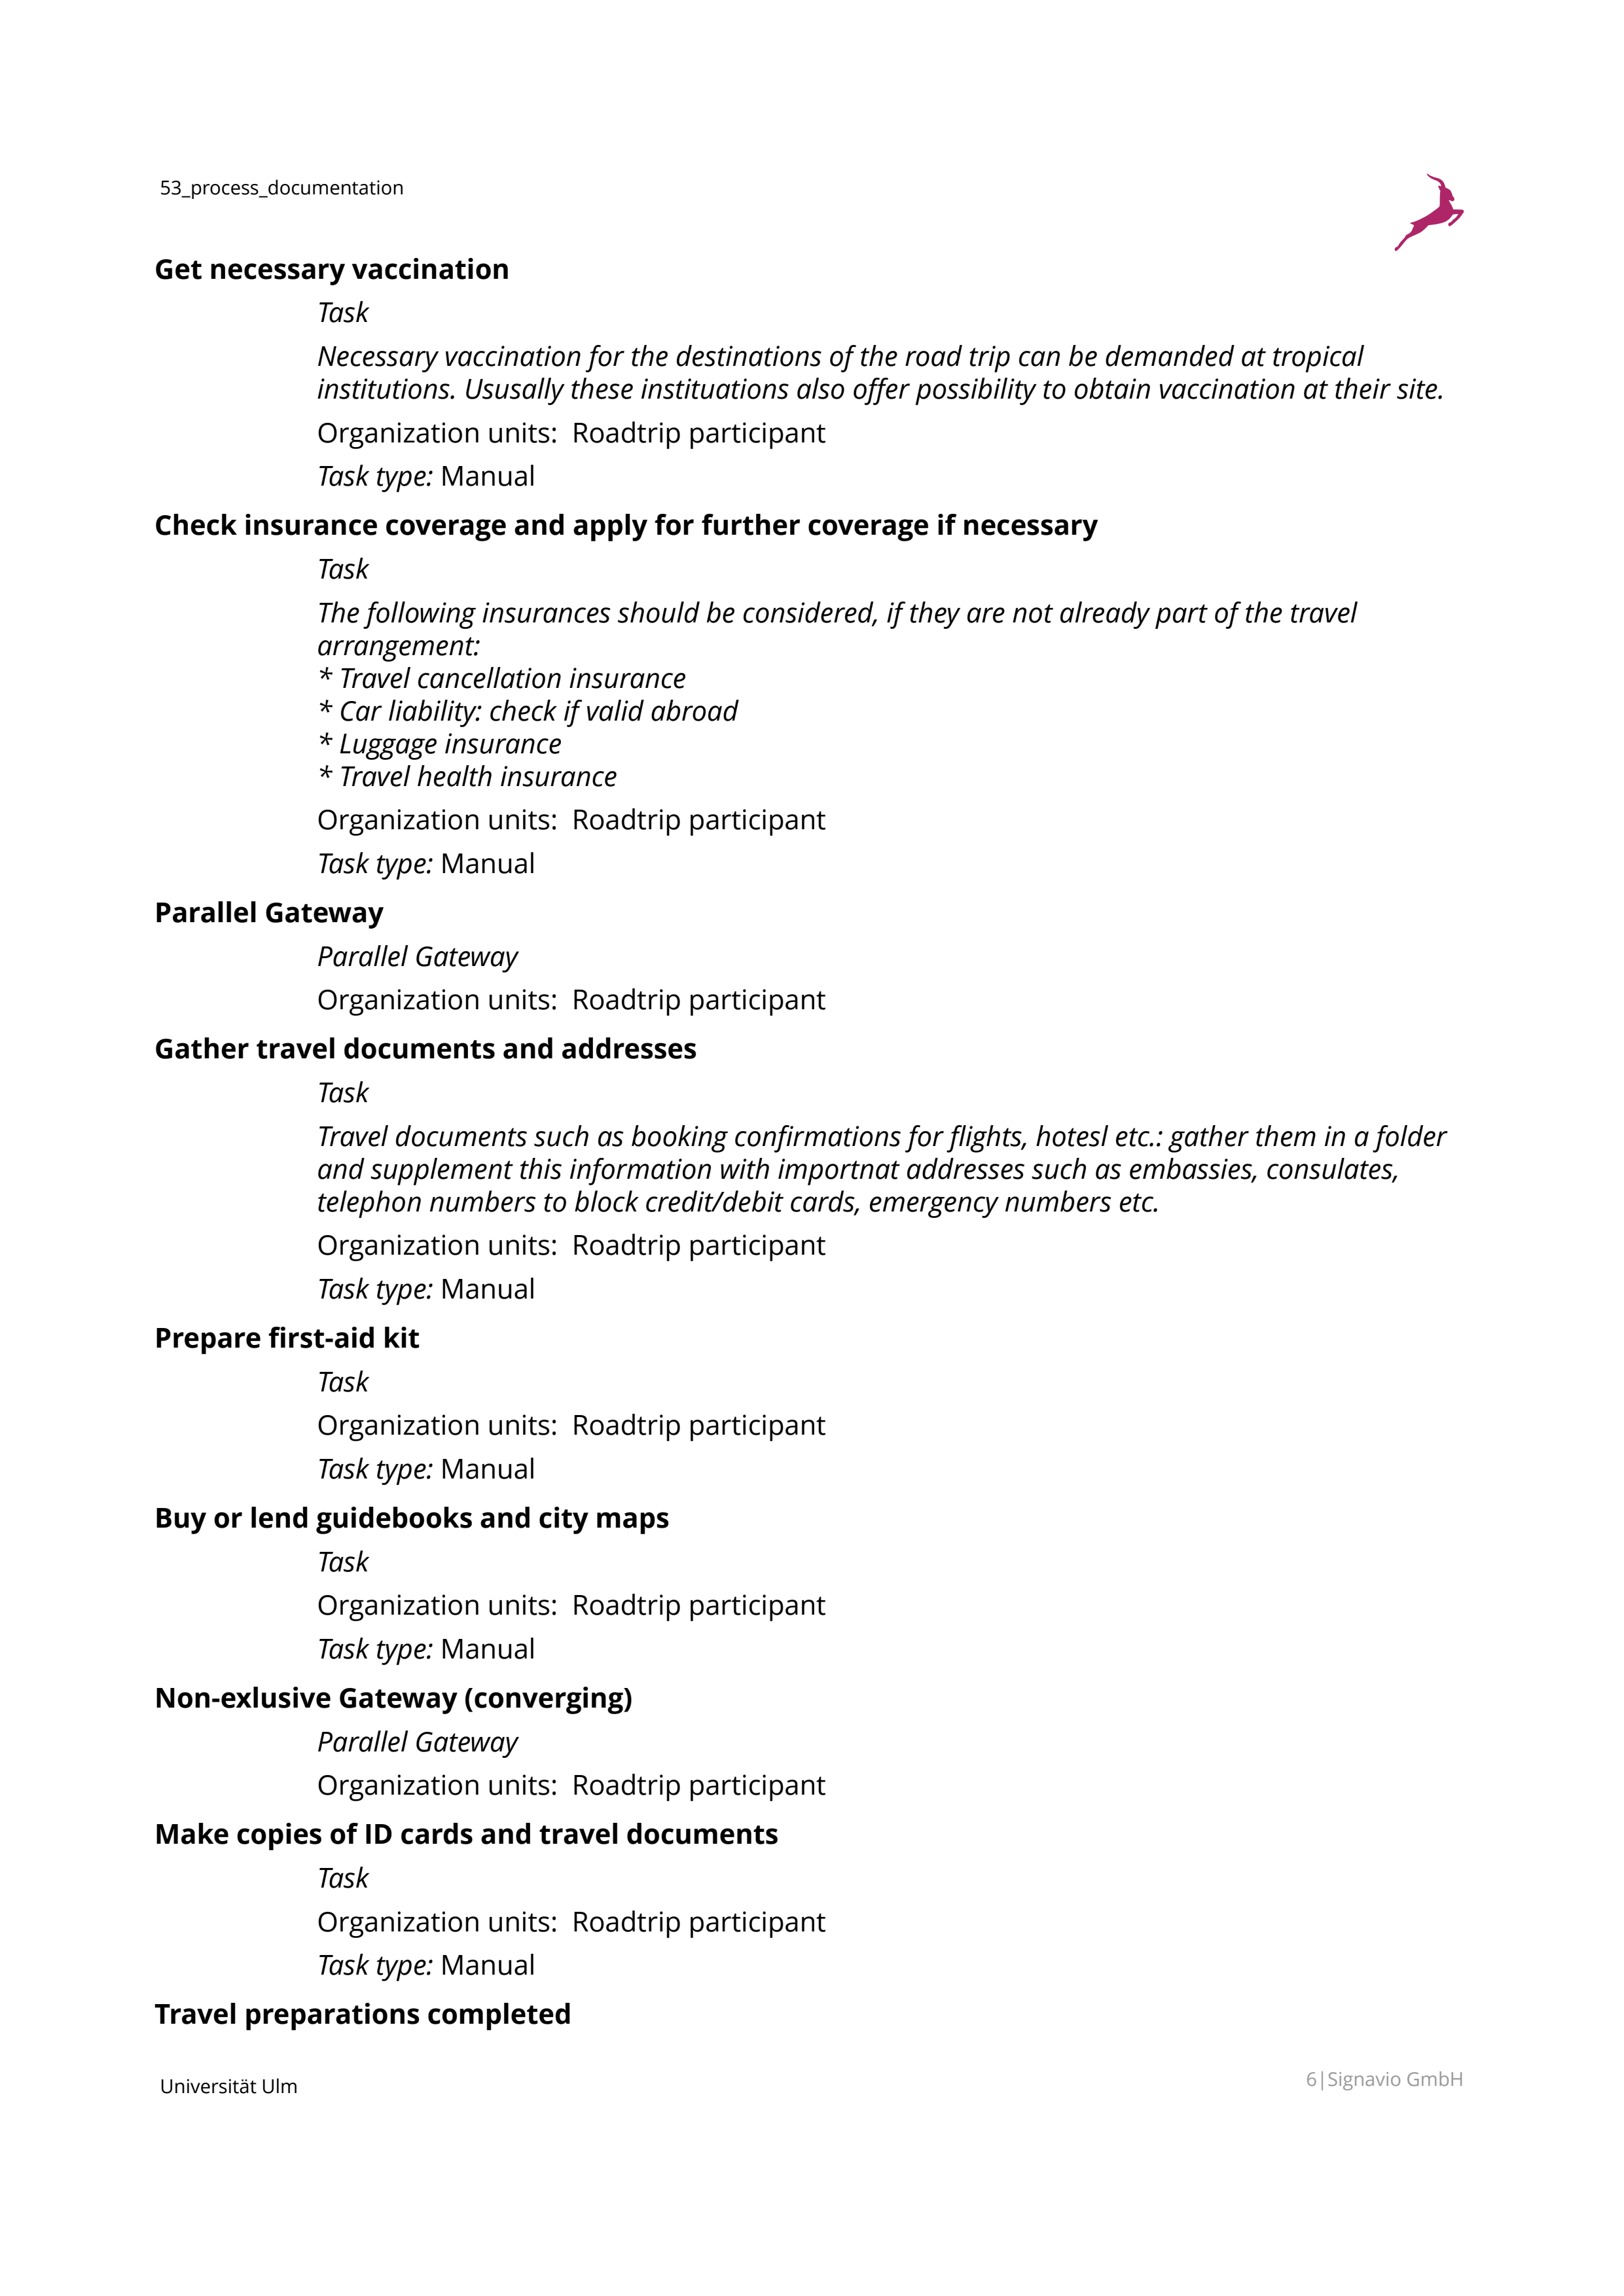 53_process_documentation
Get necessary vaccination
Task
Necessary vaccination for the destinations of the road trip can be demanded at tropical
institutions. Ususally these instituations also offer possibility to obtain vaccination at their site.
Organization units:  Roadtrip participant
Task type: Manual
Check insurance coverage and apply for further coverage if necessary
Task
The following insurances should be considered, if they are not already part of the travel
arrangement:
* Travel cancellation insurance
* Car liability: check if valid abroad
* Luggage insurance
* Travel health insurance
Organization units:  Roadtrip participant
Task type: Manual
Parallel Gateway
Parallel Gateway
Organization units:  Roadtrip participant
Gather travel documents and addresses
Task
Travel documents such as booking confirmations for flights, hotesl etc.: gather them in a folder
and supplement this information with importnat addresses such as embassies, consulates,
telephon numbers to block credit/debit cards, emergency numbers etc.
Organization units:  Roadtrip participant
Task type: Manual
Prepare first-aid kit
Task
Organization units:  Roadtrip participant
Task type: Manual
Buy or lend guidebooks and city maps
Task
Organization units:  Roadtrip participant
Task type: Manual
Non-exlusive Gateway (converging)
Parallel Gateway
Organization units:  Roadtrip participant
Make copies of ID cards and travel documents
Task
Organization units:  Roadtrip participant
Task type: Manual
Travel preparations completed
Universität Ulm
6|Signavio GmbH